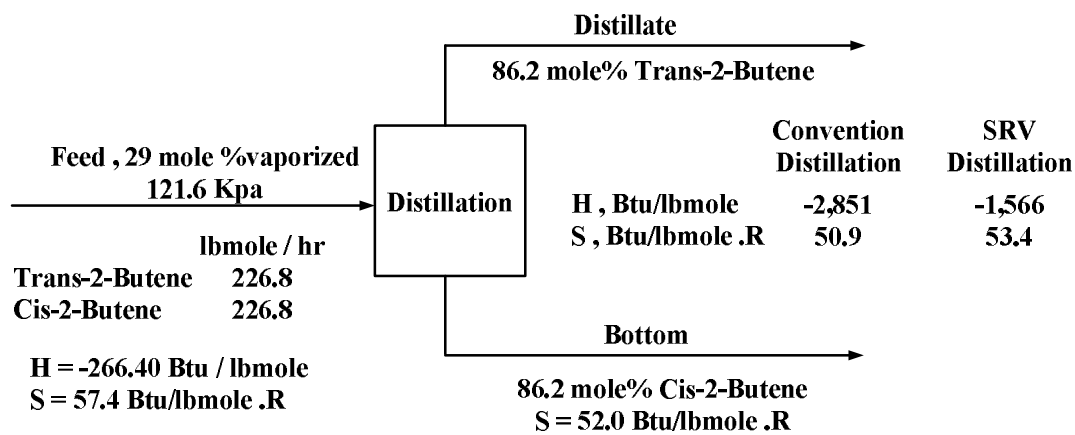 Distillate
86.2 mole% Trans-2-Butene
Convention SRV
Distillation Distillation
Feed , 29 mole %vaporized
121.6 Kpa
Distillation
H , Btu/lbmole -2,851 -1,566
S , Btu/lbmole .R 50.9 53.4
lbmole / hr
Trans-2-Butene 226.8
Cis-2-Butene 226.8
Bottom
H = -266.40 Btu / lbmole
S = 57.4 Btu/lbmole .R
86.2 mole% Cis-2-Butene
S = 52.0 Btu/lbmole .R